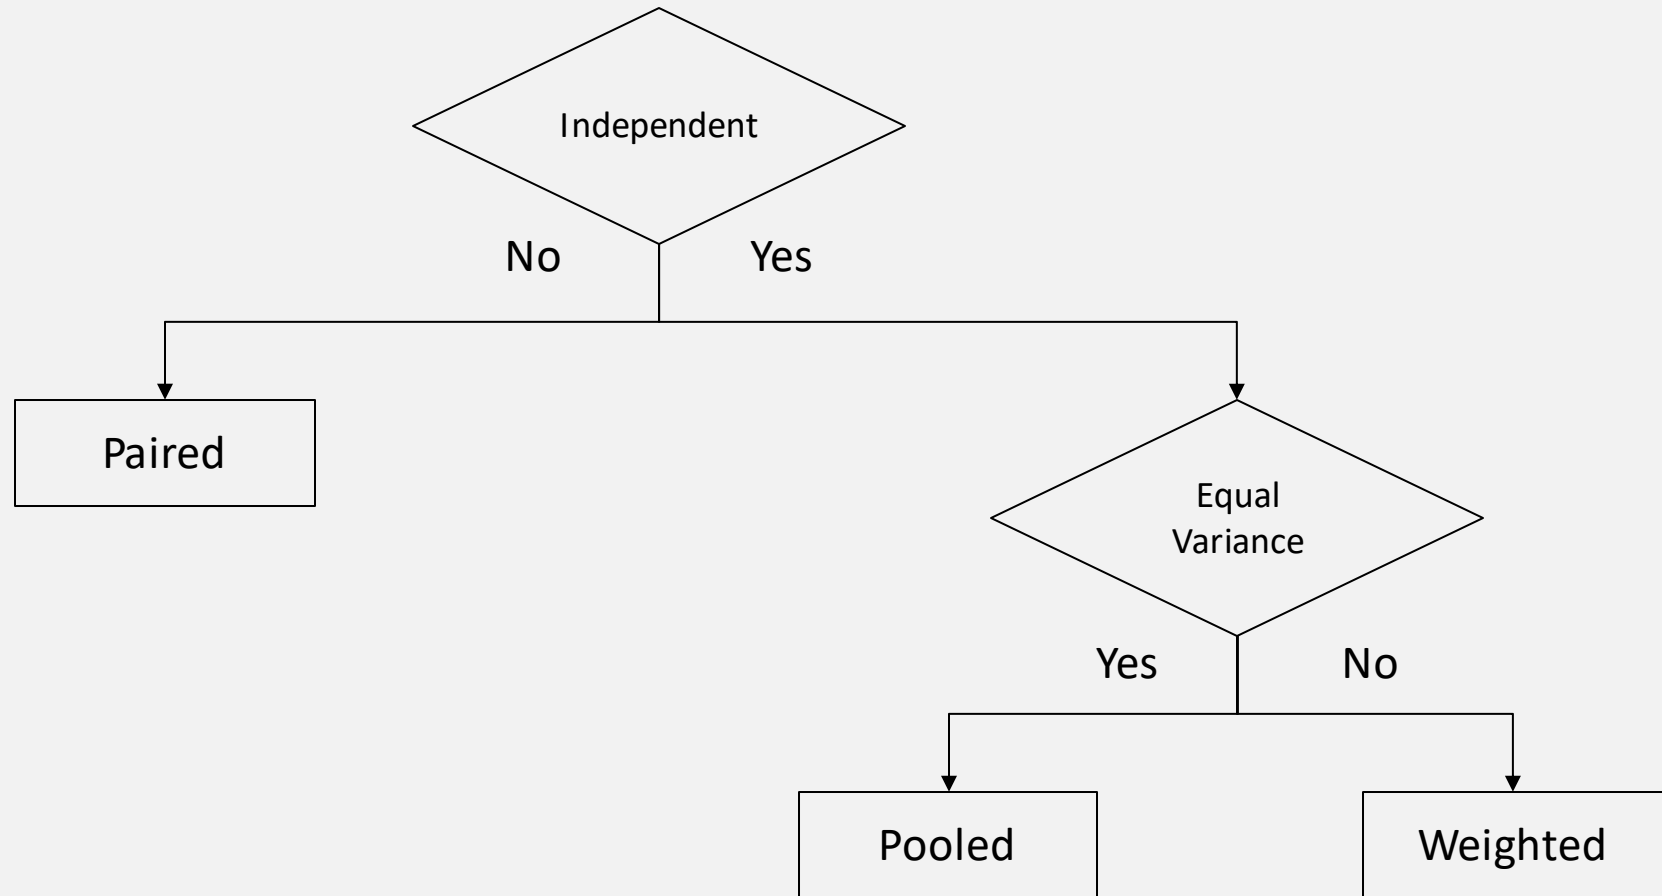 Independent
No
Yes
Paired
Equal
Variance
Yes
No
Pooled
Weighted